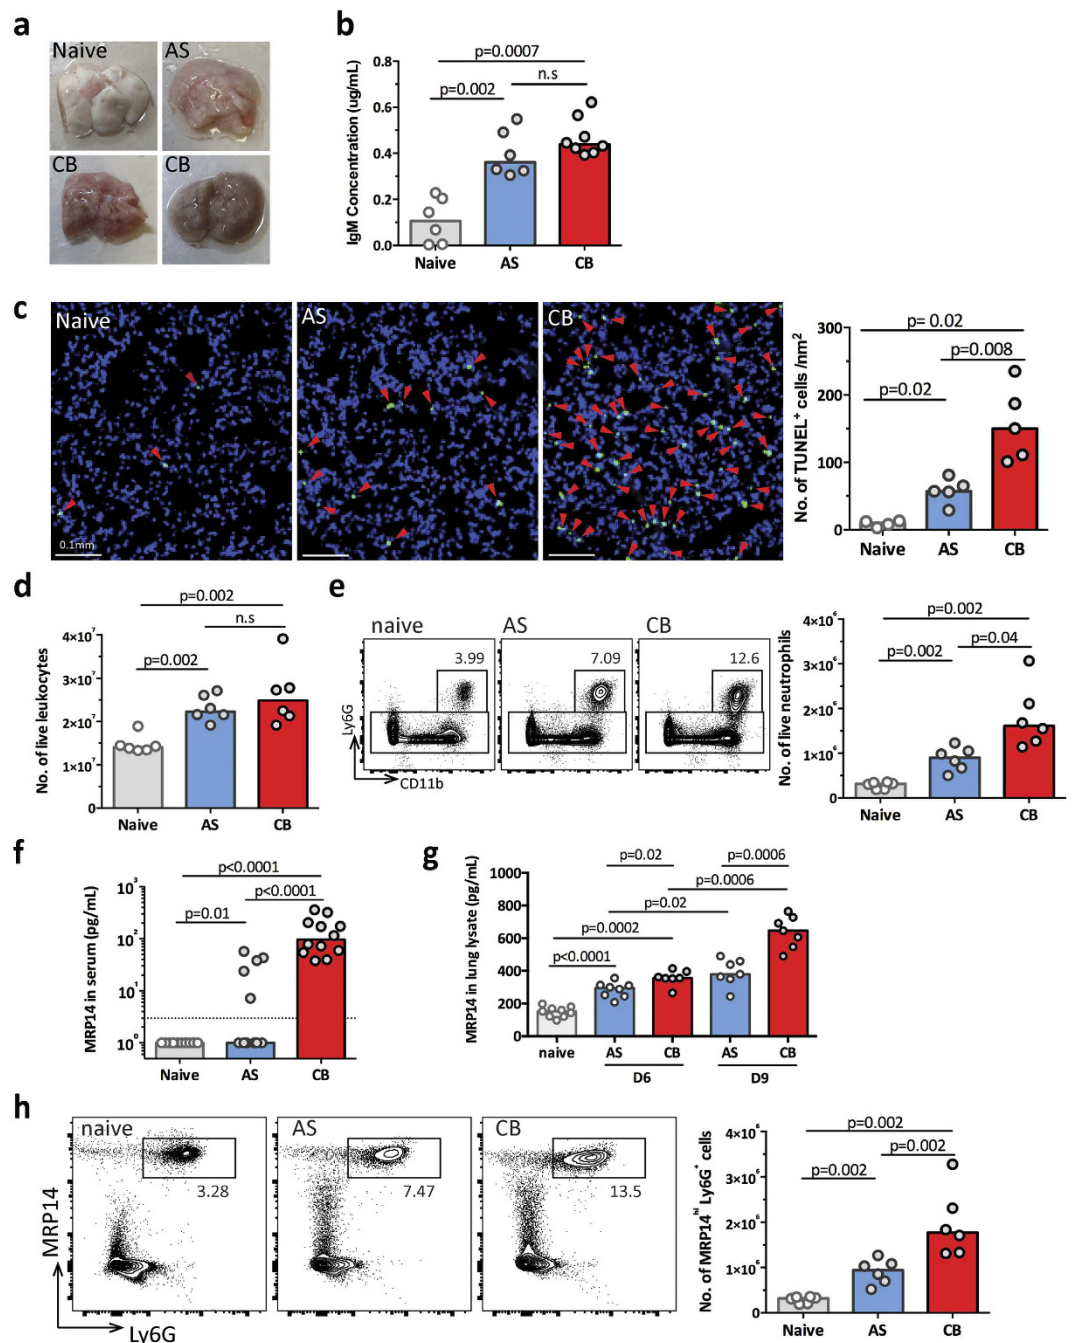 a
Naive
AS
CB
CB
b
p=0.0007
n.s
p=0.002
IgM Concentration (ug/mL)
0.8
0.6
0.4
0.2
0.0
Naive
AS
CB
c
Naive
AS
CB
0.1mm
p= 0.02
p=0.008
p=0.02
No. of TUNEL⁺ cells /nm²
300
200
100
0
Naive
AS
CB
d
p=0.002
n.s
p=0.002
No. of live leukocytes
4×10⁷
3×10⁷
2×10⁷
1×10⁷
0
Naive
AS
CB
e
naive
AS
CB
3.99
7.09
12.6
Ly6G
CD11b
p=0.002
p=0.04
p=0.002
No. of live neutrophils
4×10⁶
3×10⁶
2×10⁶
1×10⁶
0
Naive
AS
CB
f
p<0.0001
p<0.0001
p=0.01
MRP14 in serum (pg/mL)
10³
10²
10¹
10⁰
Naive
AS
CB
g
p=0.02
p=0.0006
p=0.0006
p=0.02
p=0.0002
p<0.0001
MRP14 in lung lysate (pg/mL)
1000
800
600
400
200
0
naive
AS
CB
AS
CB
D6
D9
h
naive
AS
CB
3.28
7.47
13.5
MRP14
Ly6G
p=0.002
p=0.002
p=0.002
No. of MRP14ʰⁱ Ly6G⁺ cells
4×10⁶
3×10⁶
2×10⁶
1×10⁶
0
Naive
AS
CB